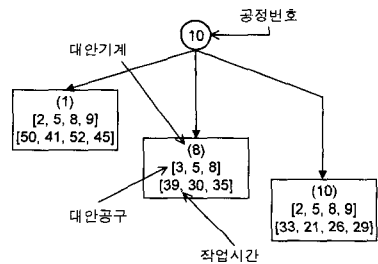 공정번호
10
대안기계
(1)
[2, 5, 8, 9]
[50, 41, 52, 45]
(6)
[3, 5, 8]
[39, 30, 35]
(10)
[2, 5, 8, 9]
[33, 21, 26, 29]
대안공구
작업시간